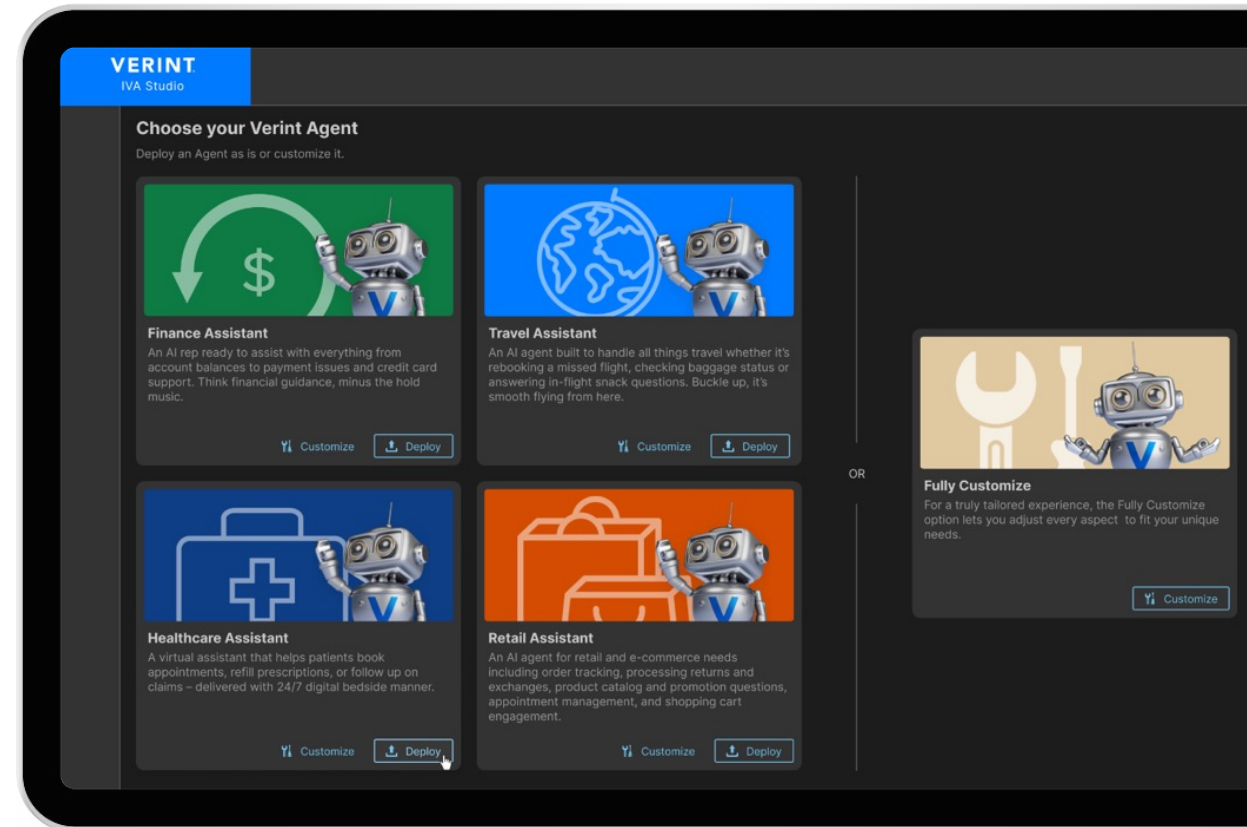 VERINT
IVA Studio
Choose your Verint Agent
Deploy an Agent as is or customize it.
$
V
Finance Assistant
An AI rep ready to assist with everything from
account balances to payment issues and credit card
support. Think financial guidance, minus the hold
music.
Customize
Deploy
V
Travel Assistant
An AI agent built to handle all things travel whether it's
rebooking a missed flight, checking baggage status or
answering in-flight snack questions. Buckle up, it's
smooth flying from here.
Customize
Deploy
V
Healthcare Assistant
A virtual assistant that helps patients book
appointments, refill prescriptions, or follow up on
claims – delivered with 24/7 digital bedside manner.
Customize
Deploy
V
Retail Assistant
An AI agent for retail and e-commerce needs
including order tracking, processing returns and
exchanges, product catalog and promotion questions,
appointment management, and shopping cart
engagement.
Customize
Deploy
OR
V
Fully Customize
For a truly tailored experience, the Fully Customize
option lets you adjust every aspect to fit your unique
needs.
Customize